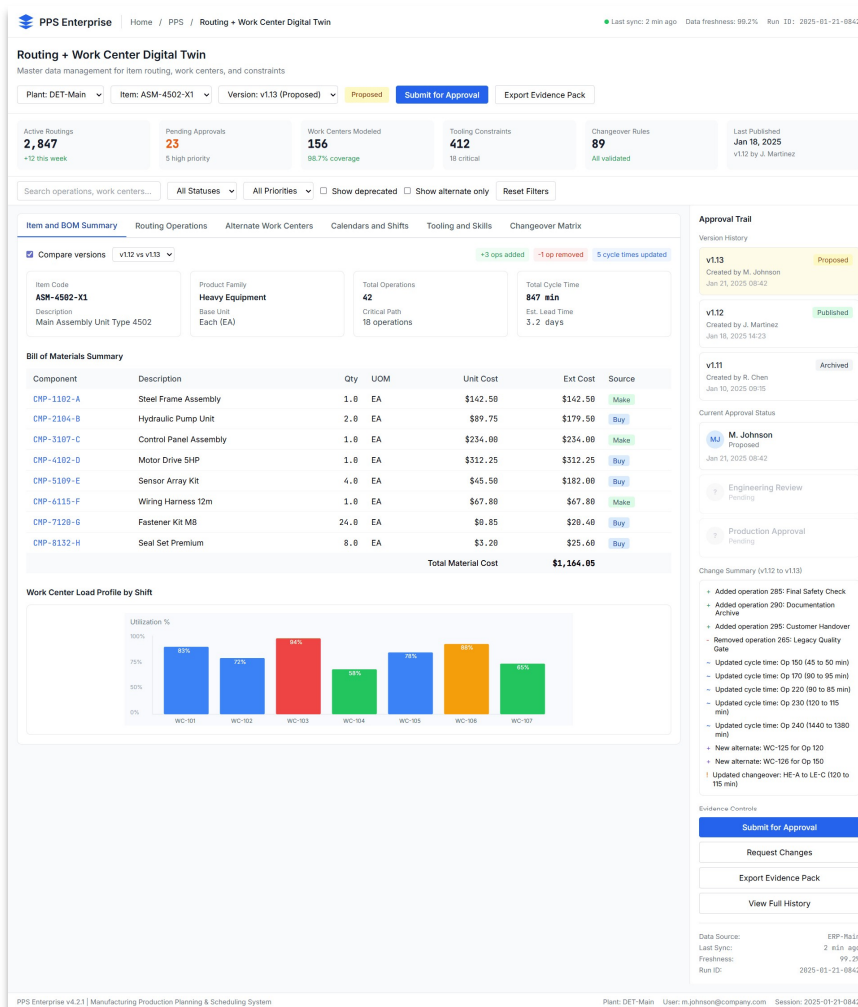 PPS Enterprise Home / PPS / Routing + Work Center Digital Twin
Last sync: 2 min ago Data freshness: 99.2% Run ID: 2025-01-21-0842
Routing + Work Center Digital Twin
Master data management for item routing, work centers, and constraints
Plant: DET-Main Item: ASM-4502-X1 Version: v1.13 (Proposed) Proposed Submit for Approval Export Evidence Pack
Active Routings
2,847
+12 this week
Pending Approvals
23
5 high priority
Work Centers Modeled
156
98.7% coverage
Tooling Constraints
412
18 critical
Changeover Rules
89
All validated
Last Published
Jan 18, 2025
v1.12 by J. Martinez
Search operations, work centers... All Statuses All Priorities Show deprecated Show alternate only Reset Filters
Item and BOM Summary Routing Operations Alternate Work Centers Calendars and Shifts Tooling and Skills Changeover Matrix
Compare versions v1.12 vs v1.13 +3 ops added -1 op removed 5 cycle times updated
Item Code
ASM-4502-X1
Description
Main Assembly Unit Type 4502
Product Family
Heavy Equipment
Base Unit
Each (EA)
Total Operations
42
Critical Path
18 operations
Total Cycle Time
847 min
Est. Lead Time
3.2 days
Bill of Materials Summary
Component Description Qty UOM Unit Cost Ext Cost Source
CMP-1102-A Steel Frame Assembly 1.0 EA $142.50 $142.50 Make
CMP-2104-B Hydraulic Pump Unit 2.0 EA $89.75 $179.50 Buy
CMP-3107-C Control Panel Assembly 1.0 EA $234.00 $234.00 Make
CMP-4102-D Motor Drive 5HP 1.0 EA $312.25 $312.25 Buy
CMP-5109-E Sensor Array Kit 4.0 EA $45.50 $182.00 Buy
CMP-6115-F Wiring Harness 12m 1.0 EA $67.80 $67.80 Make
CMP-7120-G Fastener Kit M8 24.0 EA $0.85 $20.40 Buy
CMP-8132-H Seal Set Premium 8.0 EA $3.20 $25.60 Buy
Total Material Cost $1,164.05
Work Center Load Profile by Shift
Utilization %
100%
75%
50%
0%
83% 72% 94% 58% 78% 88% 65%
WC-101 WC-102 WC-103 WC-104 WC-105 WC-106 WC-107
Approval Trail
Version History
v1.13 Proposed
Created by M. Johnson
Jan 21, 2025 08:42
v1.12 Published
Created by J. Martinez
Jan 18, 2025 14:23
v1.11 Archived
Created by R. Chen
Jan 10, 2025 09:15
Current Approval Status
MJ M. Johnson
Proposed
Jan 21, 2025 08:42
? Engineering Review
Pending
? Production Approval
Pending
Change Summary (v1.12 to v1.13)
+ Added operation 285: Final Safety Check
+ Added operation 290: Documentation
Archive
+ Added operation 295: Customer Handover
- Removed operation 265: Legacy Quality
Gate
~ Updated cycle time: Op 150 (45 to 50 min)
~ Updated cycle time: Op 170 (90 to 95 min)
~ Updated cycle time: Op 220 (90 to 85 min)
~ Updated cycle time: Op 230 (120 to 115
min)
~ Updated cycle time: Op 240 (1440 to 1380
min)
+ New alternate: WC-125 for Op 120
+ New alternate: WC-126 for Op 150
! Updated changeover: HE-A to LE-C (120 to
115 min)
Evidence Controls
Submit for Approval
Request Changes
Export Evidence Pack
View Full History
Data Source: ERP-Main
Last Sync: 2 min ago
Freshness: 99.2%
Run ID: 2025-01-21-0842
PPS Enterprise v4.2.1 | Manufacturing Production Planning & Scheduling System
Plant: DET-Main User: m.johnson@company.com Session: 2025-01-21-0842